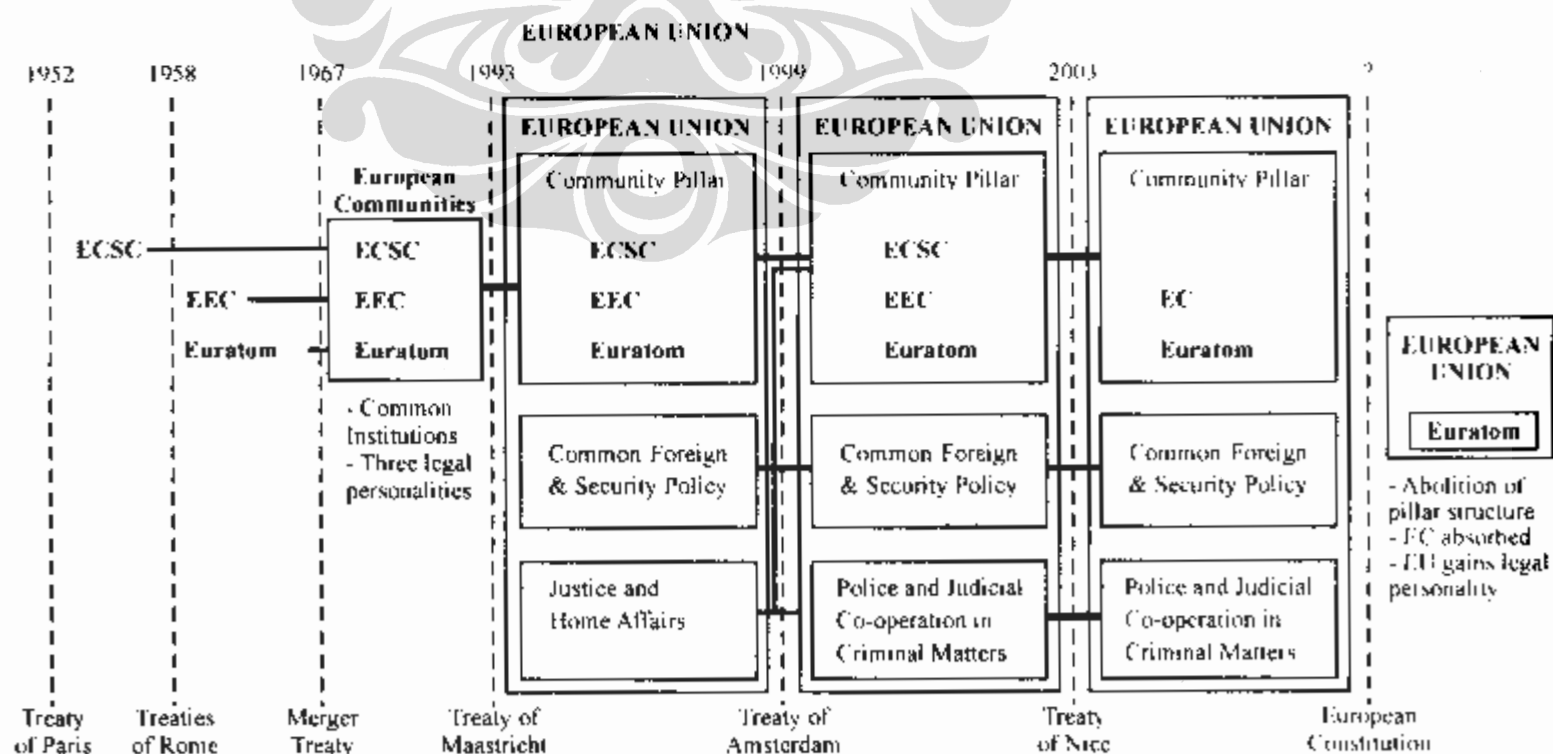 EUROPEAN UNION
1952
1958
1967
1993
1999
2003
?
EUROPEAN UNION
EUROPEAN UNION
EUROPEAN UNION
European
Communities
Community Pillar
Community Pillar
Community Pillar
ECSC
ECSC
ECSC
ECSC
EEC
EEC
EEC
EEC
EC
Euratom
Euratom
Euratom
Euratom
Euratom
EUROPEAN
UNION
Euratom
- Common
Institutions
- Three legal
personalities
Common Foreign
& Security Policy
Common Foreign
& Security Policy
Common Foreign
& Security Policy
- Abolition of
pillar structure
- EC absorbed
- EU gains legal
personality
Justice and
Home Affairs
Police and Judicial
Co-operation in
Criminal Matters
Police and Judicial
Co-operation in
Criminal Matters
Treaty
of Paris
Treaties
of Rome
Merger
Treaty
Treaty of
Maastricht
Treaty of
Amsterdam
Treaty
of Nice
European
Constitution